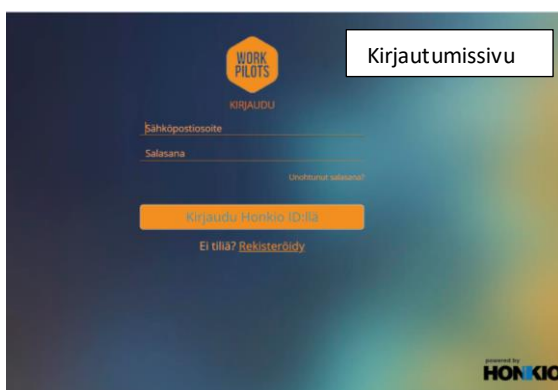 WORK
PILOTS
Kirjautumissivu
KIRJAUDU
Sähköpostiosoite
Salasana
Unohtunut salasana?
Kirjaudu Honkio ID:llä
Ei tiliä? Rekisteröidy
powered by
HONKIO